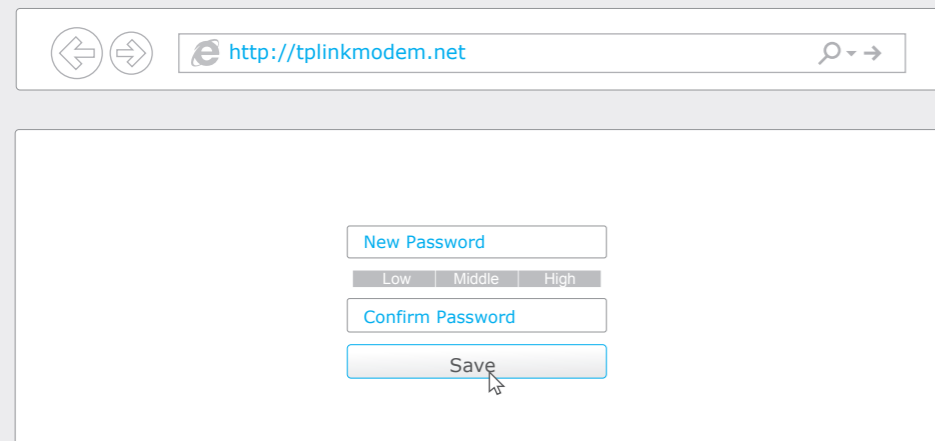 http://tplinkmodem.net
New Password
Low Middle High
Confirm Password
Save